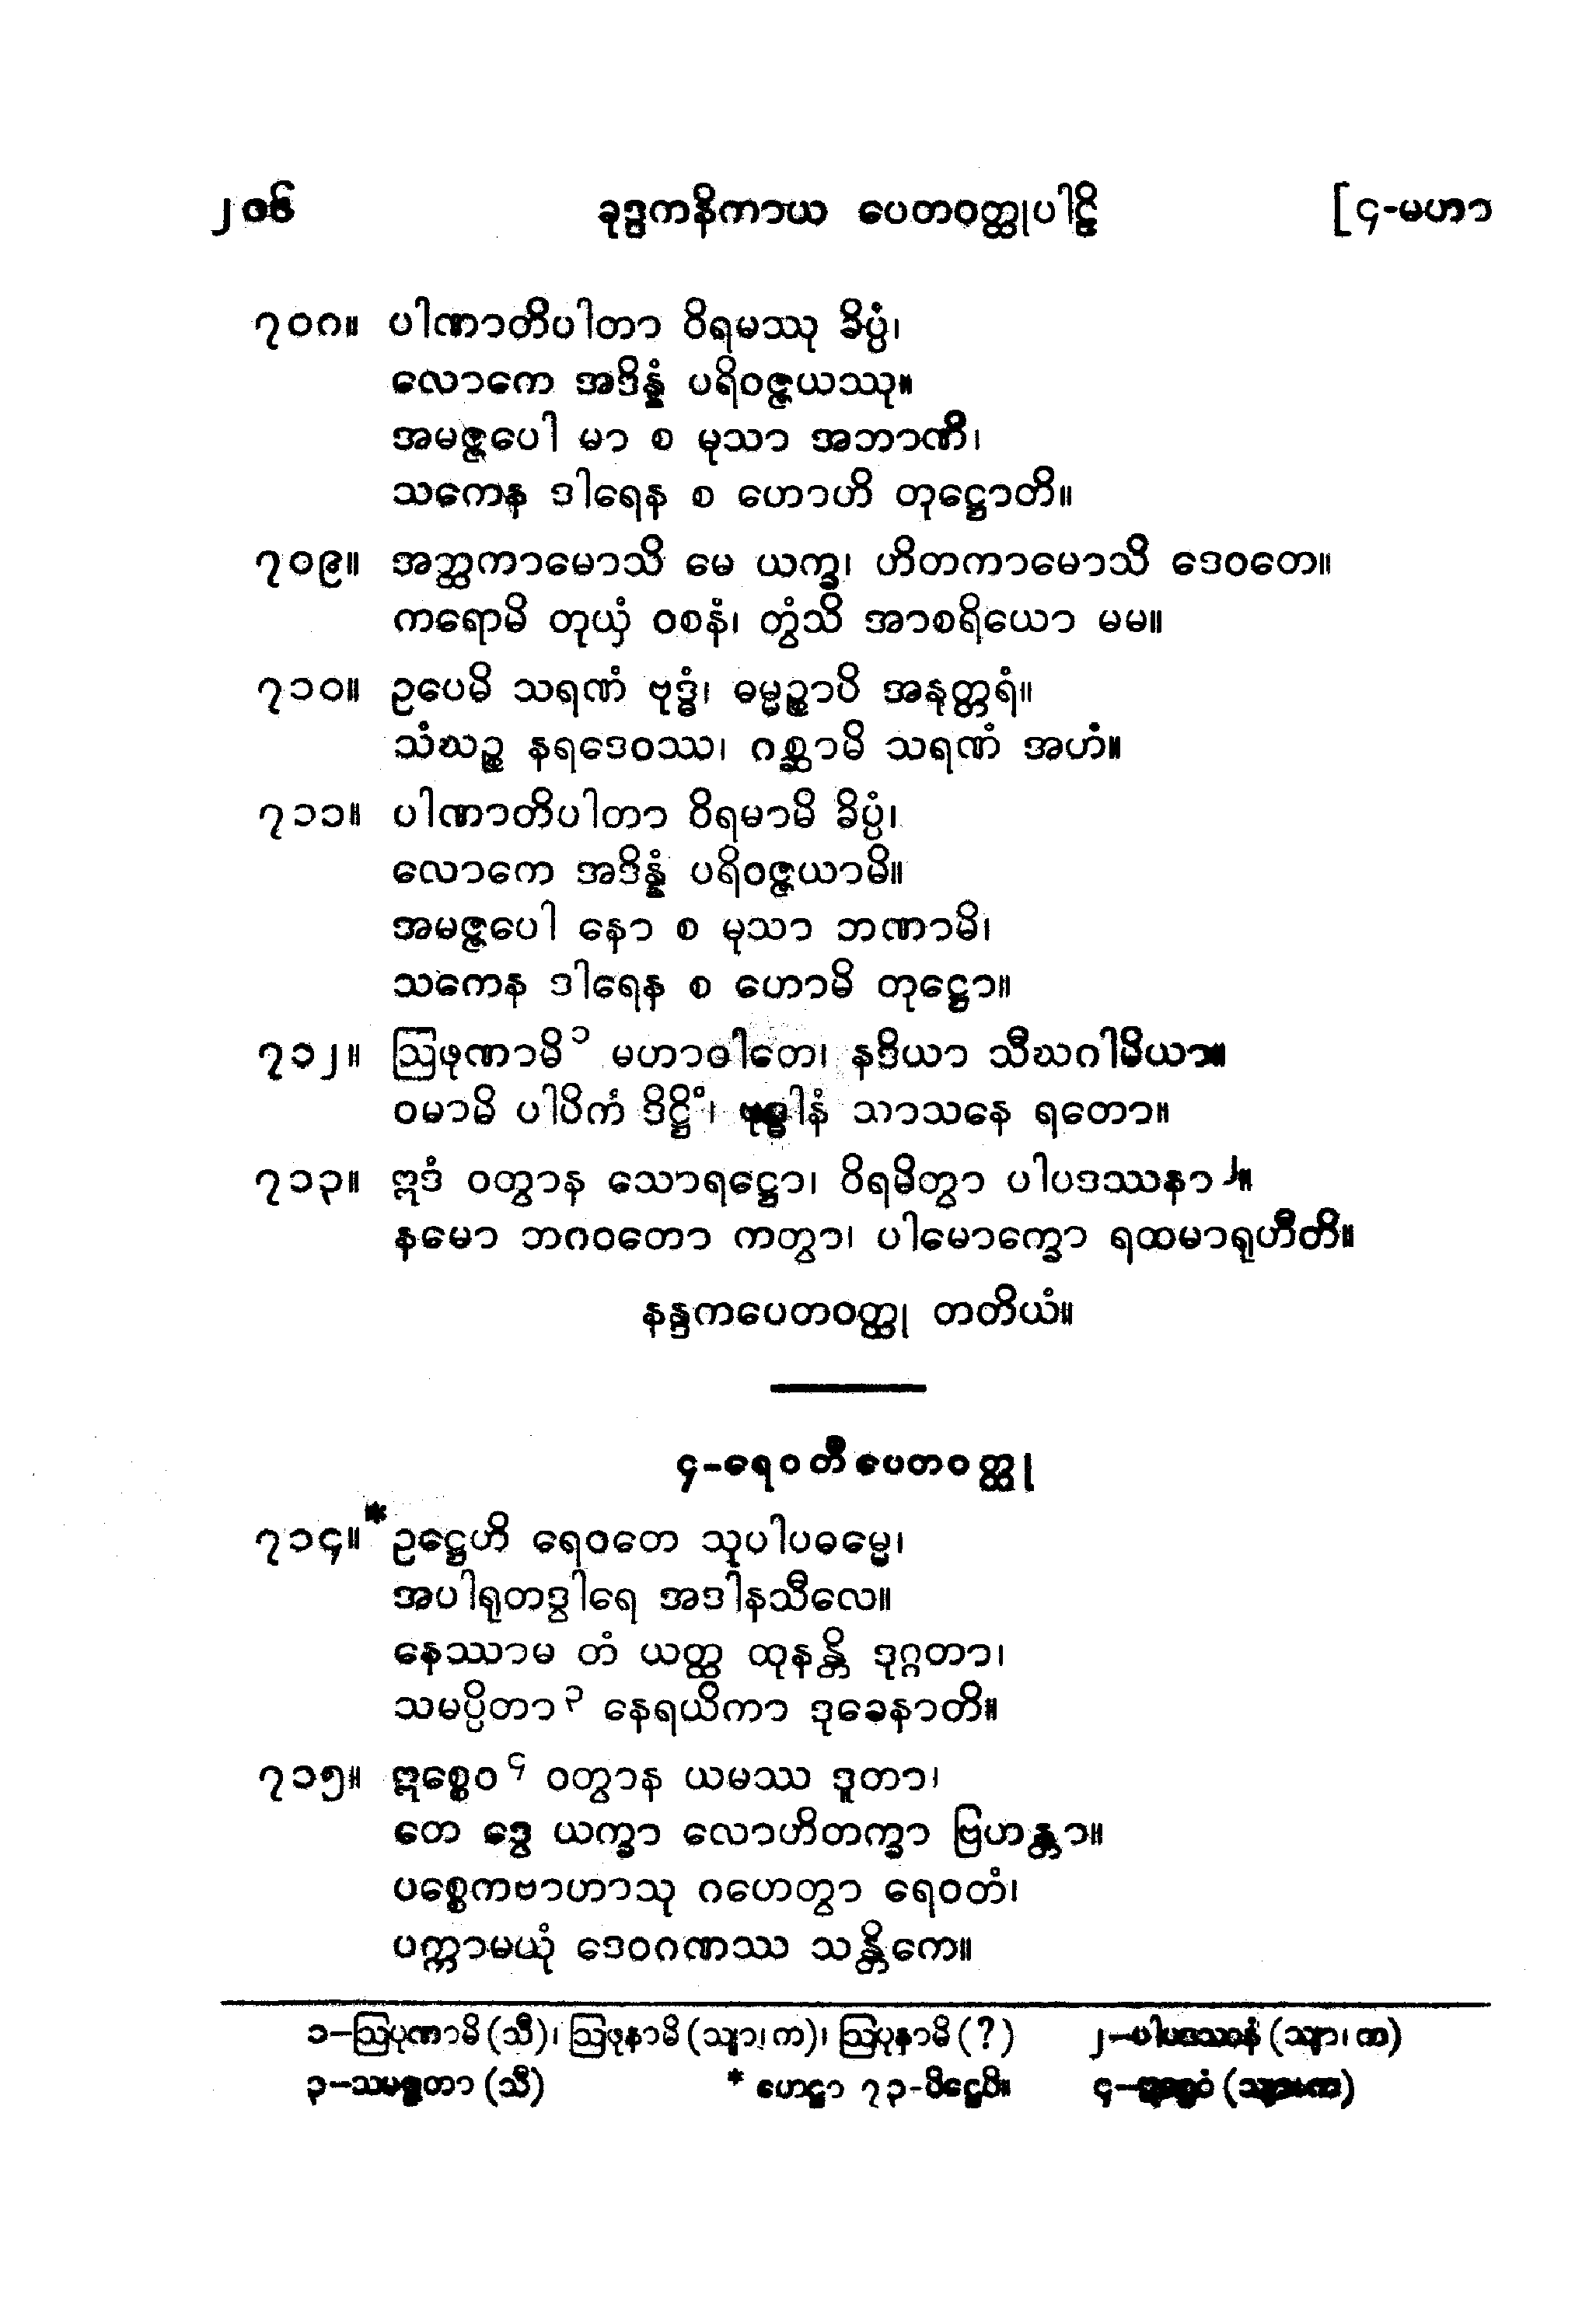 ၂၀၆ ခုဒ္ဒကနိကာယ ပေတဝတ္ထုပါဠိ [၄-မဟာ
၇၀၈။ ပါဏာတိပါတာ ဝိရမဿု ခိပ္ပံ၊
လောကေ အဒိန္နံ ပရိဝဇ္ဇယဿု။
အမဇ္ဇပေါ မာ စ မုသာ အဘာဏီ၊
သကေန ဒါရေန စ ဟောဟိ တုဋ္ဌောတိ။
၇၀၉။ အတ္ထကာမောသိ မေ ယက္ခ၊ ဟိတကာမောသိ ဒေဝတေ။
ကရောမိ တုယှံ ဝစနံ၊ တွံသိ အာစရိယော မမ။
၇၁၀။ ဥပေမိ သရဏံ ဗုဒ္ဓံ၊ ဓမ္မဉ္စာပိ အနုတ္တရံ။
သံဃဉ္စ နရဒေဝဿ၊ ဂစ္ဆာမိ သရဏံ အဟံ။
၇၁၁။ ပါဏာတိပါတာ ဝိရမာမိ ခိပ္ပံ၊
လောကေ အဒိန္နံ ပရိဝဇ္ဇယာမိ။
အမဇ္ဇပေါ နော စ မုသာ ဘဏာမိ၊
သကေန ဒါရေန စ ဟောမိ တုဋ္ဌော။
၇၁၂။ ဩဖုဏာမိ ၁ မဟာဝါတေ၊ နဒိယာ သီဃဂါမိယာ။
ဝမာမိ ပါပိကံ ဒိဋ္ဌိံ၊ ဗုဒ္ဓါနံ သာသနေ ရတော။
၇၁၃။ ဣဒံ ဝတွာန သောရဋ္ဌော၊ ဝိရမိတွာ ပါပဒဿနာ ၂။
နမော ဘဂဝတော ကတွာ၊ ပါမောက္ခော ရထမာရုဟီတိ။
နန္ဒကပေတဝတ္ထု တတိယံ။
၄-ရေဝတီပေတဝတ္ထု
၇၁၄။ * ဥဋ္ဌေဟိ ရေဝတေ သုပါပဓမ္မေ၊
အပါရုတဒွါရေ အဒါနသီလေ။
နေဿာမ တံ ယတ္ထ ထုနန္တိ ဒုဂ္ဂတာ၊
သမပ္ပိတာ ၃ နေရယိကာ ဒုခေနာတိ။
၇၁၅။ ဣစ္စေဝ ၄ ဝတွာန ယမဿ ဒူတာ၊
တေ ဒွေ ယက္ခာ လောဟိတက္ခာ ဗြဟန္တာ။
ပစ္စေကဗာဟာသု ဂဟေတွာ ရေဝတံ၊
ပက္ကာမယုံ ဒေဝဂဏဿ သန္တိကေ။
၁-ဩပုဏာမိ (သီ)၊ ဩဖုနာမိ (သျာ၊ က)၊ ဩပုနာမိ (?) ၂- (သျာ၊ က)
၃- (သီ) * ဟေဋ္ဌာ ၇၃-ပိဋ္ဌေပိ။ ၄-